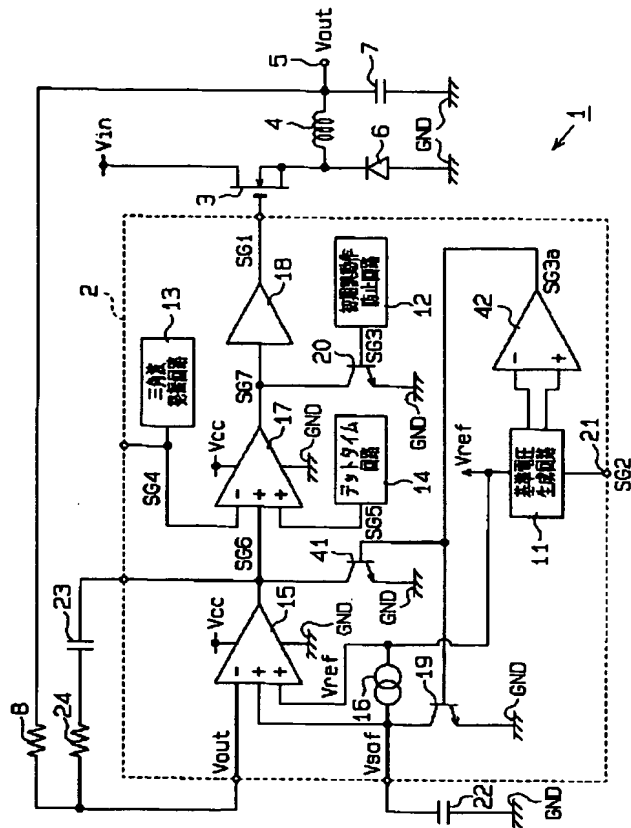 Vin
Vout
5
7
4
GND
1
3
6
GND
2
SG1
18
13
三角波
発振回路
SG7
20
初期誤動作
防止回路
12
SG3
GND
SG4
Vcc
17
GND
デットタイム
回路
14
SG5
SG3a
42
SG6
41
GND
Vref
基準電圧
生成回路
11
21
SG2
23
Vcc
15
GND
Vref
16
19
GND
8
24
Vout
Vsof
22
GND